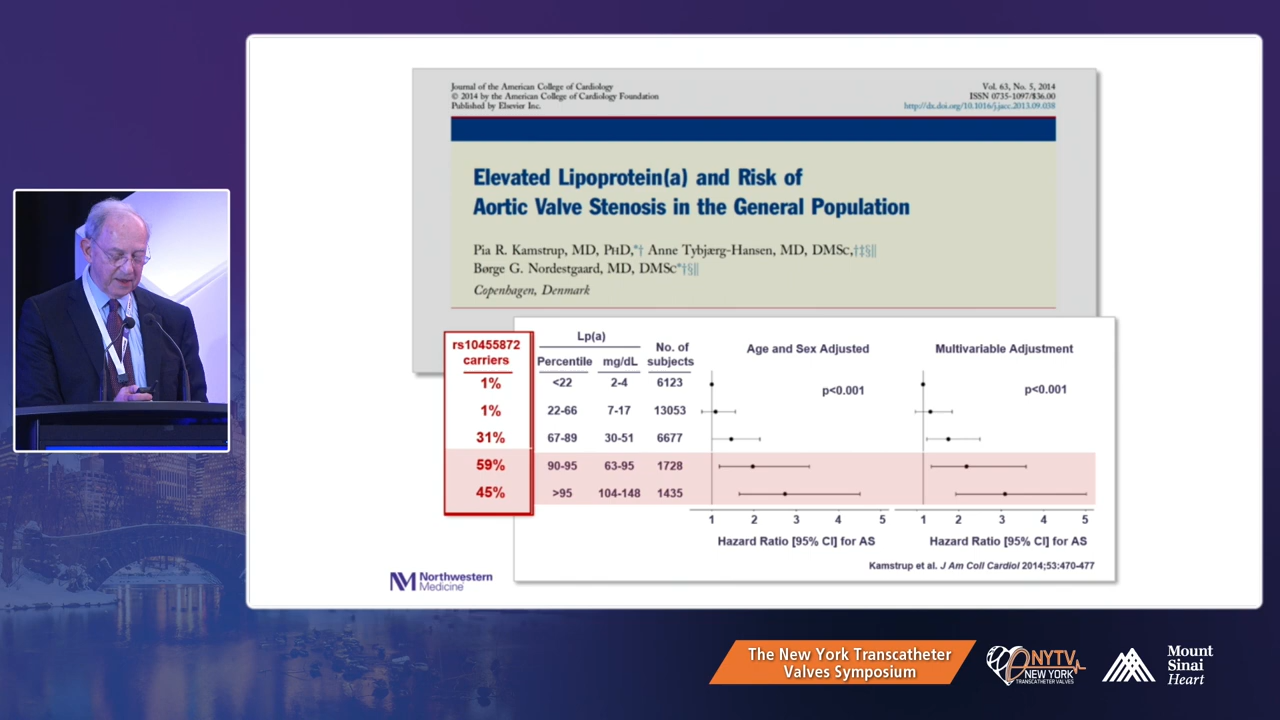 Journal of the American College of Cardiology
© 2014 by the American College of Cardiology Foundation
Published by Elsevier Inc.
Vol. 63, No. 5, 2014
ISSN 0735-1097/$36.00
http://dx.doi.org/10.1016/j.jacc.2013.09.038
Elevated Lipoprotein(a) and Risk of
Aortic Valve Stenosis in the General Population
Pia R. Kamstrup, MD, PHD,*† Anne Tybjærg-Hansen, MD, DMSC,†‡§||
Børge G. Nordestgaard, MD, DMSC*†§||
Copenhagen, Denmark
rs10455872
carriers
1%
1%
31%
59%
45%
Lp(a)
Percentile mg/dL No. of
subjects
<22 2-4 6123
22-66 7-17 13053
67-89 30-51 6677
90-95 63-95 1728
>95 104-148 1435
Age and Sex Adjusted
p<0.001
1 2 3 4 5
Hazard Ratio [95% CI] for AS
Multivariable Adjustment
p<0.001
1 2 3 4 5
Hazard Ratio [95% CI] for AS
Kamstrup et al. J Am Coll Cardiol 2014;53:470-477
NM Northwestern
Medicine
The New York Transcatheter
Valves Symposium
NYTV
NEW YORK
TRANSCATHETER VALVES
Mount
Sinai
Heart